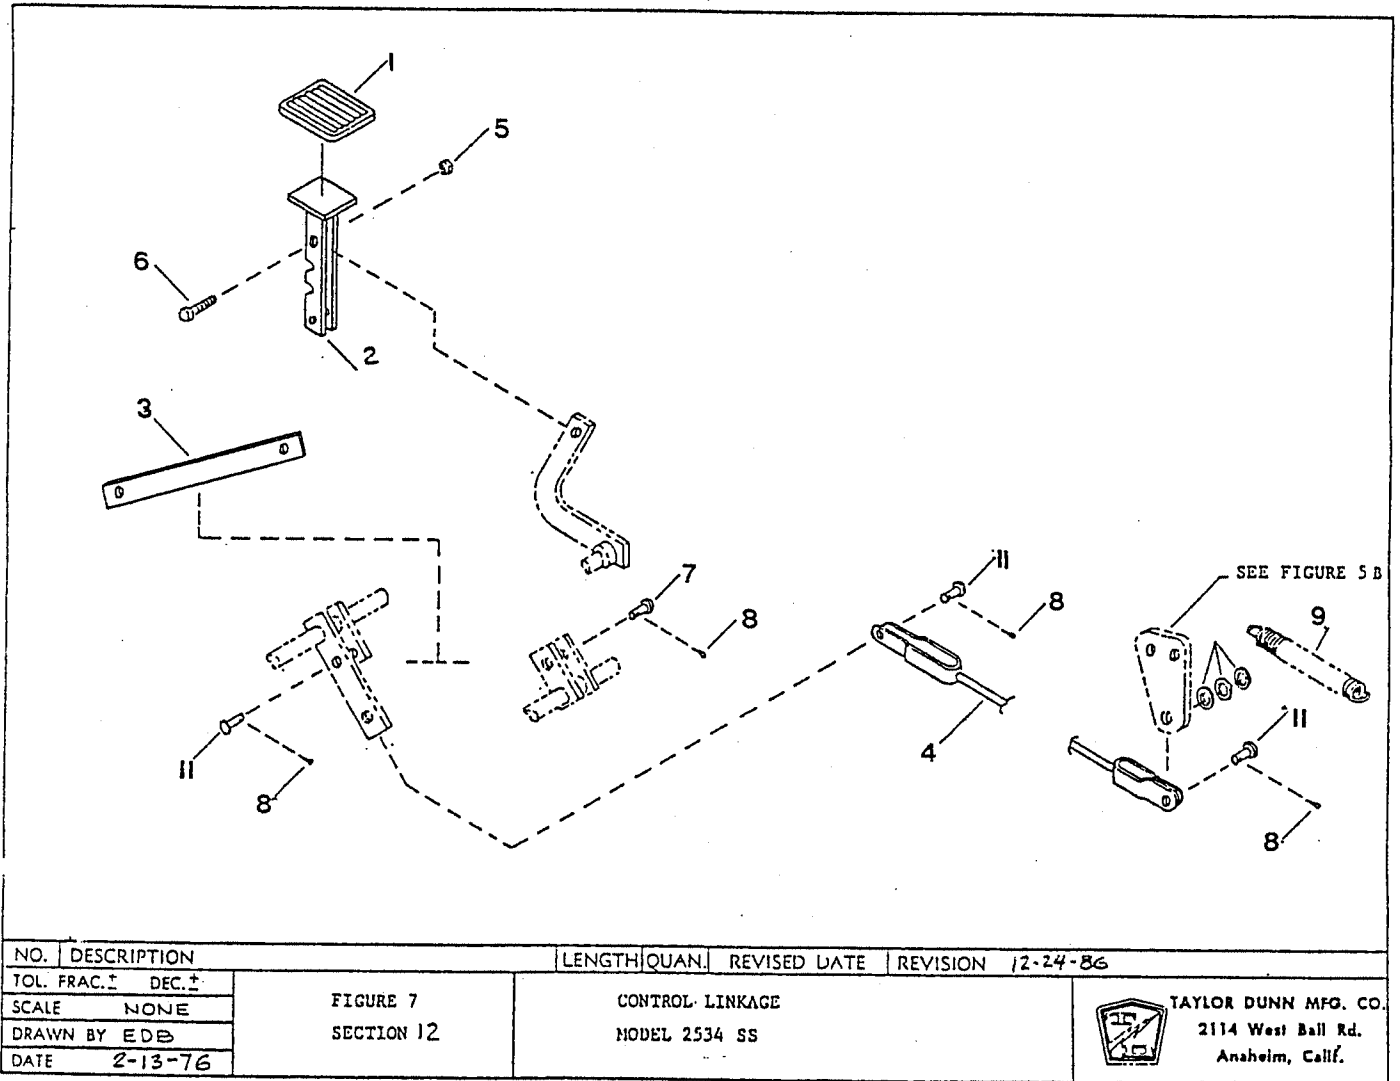 1
5
6
2
3
7
8
11
8
SEE FIGURE 5 B
9
4
11
11
8
8
NO. DESCRIPTION LENGTH QUAN. REVISED DATE REVISION 12-24-86
TOL. FRAC.± DEC.±
SCALE NONE
DRAWN BY EDB
DATE 2-13-76
FIGURE 7
SECTION 12
CONTROL LINKAGE
MODEL 2534 SS
TAYLOR DUNN MFG. CO.
2114 West Ball Rd.
Anaheim, Calif.